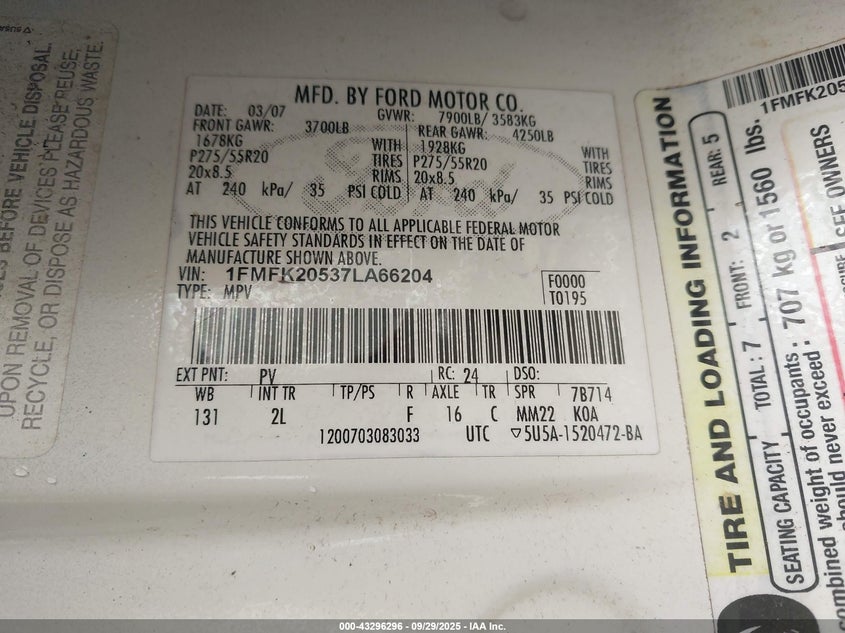 MFD. BY FORD MOTOR CO.
DATE: 03/07 GVWR: 7900LB/ 3583KG
FRONT GAWR: 3700LB REAR GAWR: 4250LB
1678KG WITH 1928KG WITH
P275/55R20 TIRES P275/55R20 TIRES
20x8.5 RIMS 20x8.5 RIMS
AT 240 kPa/ 35 PSI COLD AT 240 kPa/ 35 PSI COLD
THIS VEHICLE CONFORMS TO ALL APPLICABLE FEDERAL MOTOR
VEHICLE SAFETY STANDARDS IN EFFECT ON THE DATE OF
MANUFACTURE SHOWN ABOVE.
VIN: 1FMFK20537LA66204 F0000
TYPE: MPV T0195
EXT PNT: PV RC: 24 DSO:
WB INT TR TP/PS R AXLE TR SPR 7B714
131 2L F 16 C MM22 KOA
1200703083033 UTC ▽5U5A-1520472-BA
BEFORE VEHICLE DISPOSAL.
UPON REMOVAL OF DEVICES PLEASE REUSE,
RECYCLE, OR DISPOSE AS HAZARDOUS WASTE.
1FMFK205
TIRE AND LOADING INFORMATION
SEATING CAPACITY TOTAL: 7 FRONT: 2 REAR: 5
combined weight of occupants : 707 kg or 1560 lbs.
should never exceed :
SEE OWNERS
000-43296296 - 09/29/2025 - IAA Inc.